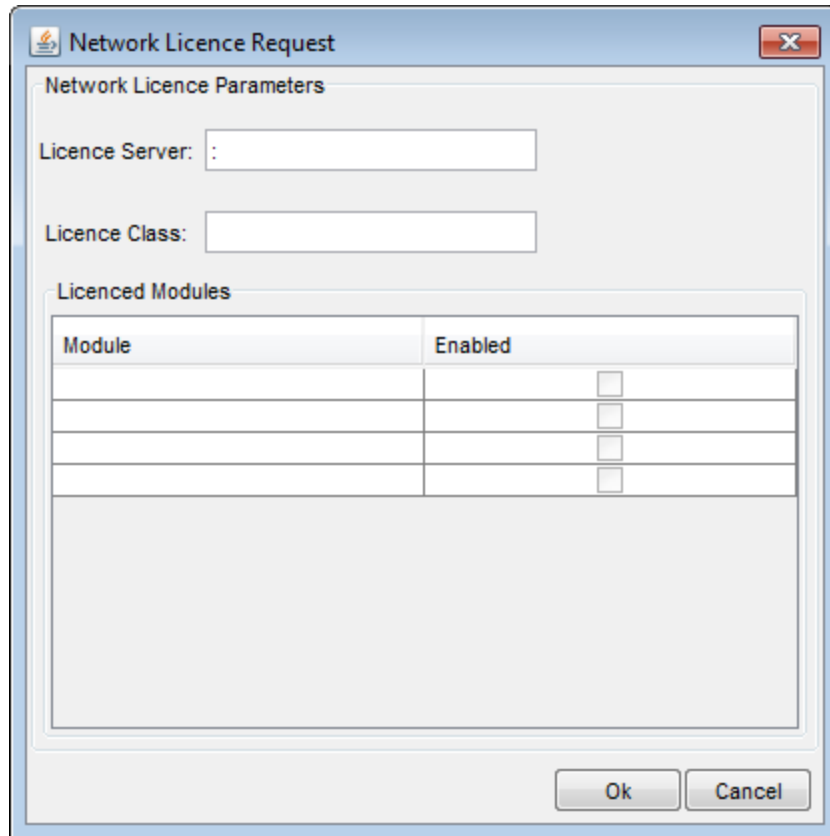 Network Licence Request
Network Licence Parameters
Licence Server: :
Licence Class:
Licenced Modules
Module Enabled
Ok Cancel